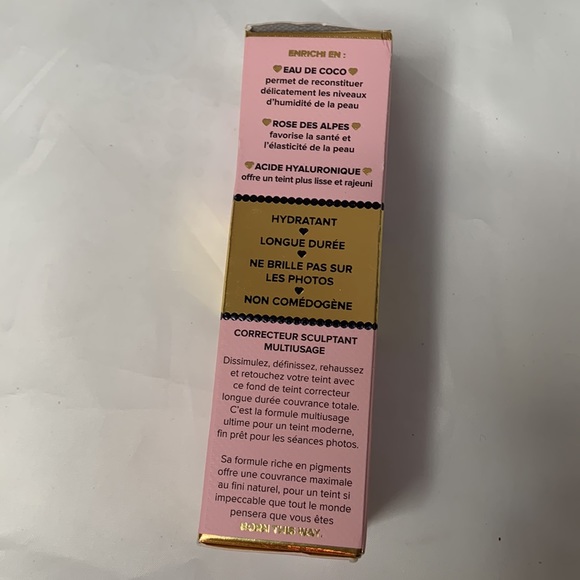 ENRICHI EN :
EAU DE COCO
permet de reconstituer
délicatement les niveaux
d'humidité de la peau
ROSE DES ALPES
favorise la santé et
l'élasticité de la peau
ACIDE HYALURONIQUE
offre un teint plus lisse et rajeuni
HYDRATANT
LONGUE DURÉE
NE BRILLE PAS SUR
LES PHOTOS
NON COMÉDOGÈNE
CORRECTEUR SCULPTANT
MULTIUSAGE
Dissimulez, définissez, rehaussez
et retouchez votre teint avec
ce fond de teint correcteur
longue durée couvrance totale.
C'est la formule multiusage
ultime pour un teint moderne,
fin prêt pour les séances photos.
Sa formule riche en pigments
offre une couvrance maximale
au fini naturel, pour un teint si
impeccable que tout le monde
pensera que vous êtes
BORN THIS WAY.